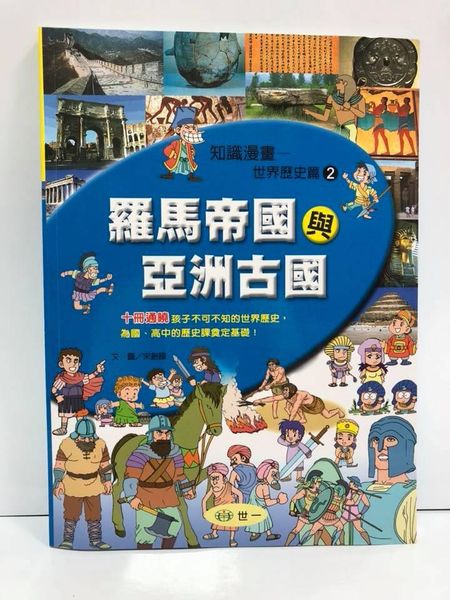 知識漫畫—
世界歷史篇2
羅馬帝國與
亞洲古國
十冊通曉孩子不可不知的世界歷史，
為國、高中的歷史課奠定基礎！
文、圖／宋創國
世一